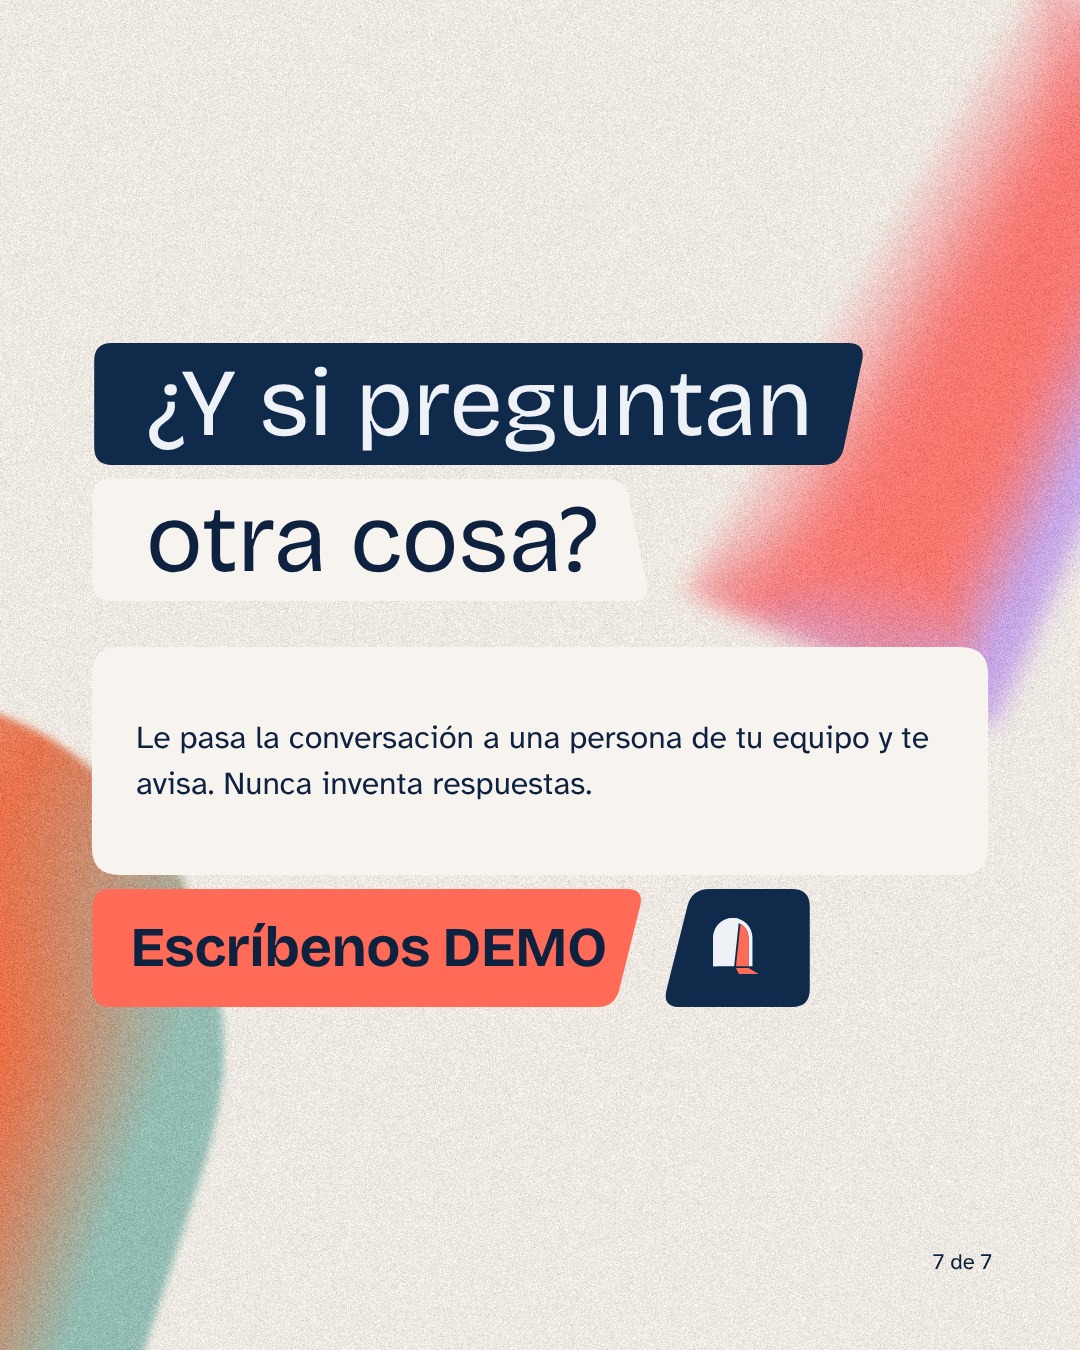 ¿Y si preguntan
otra cosa?
Le pasa la conversación a una persona de tu equipo y te
avisa. Nunca inventa respuestas.
Escríbenos DEMO
7 de 7